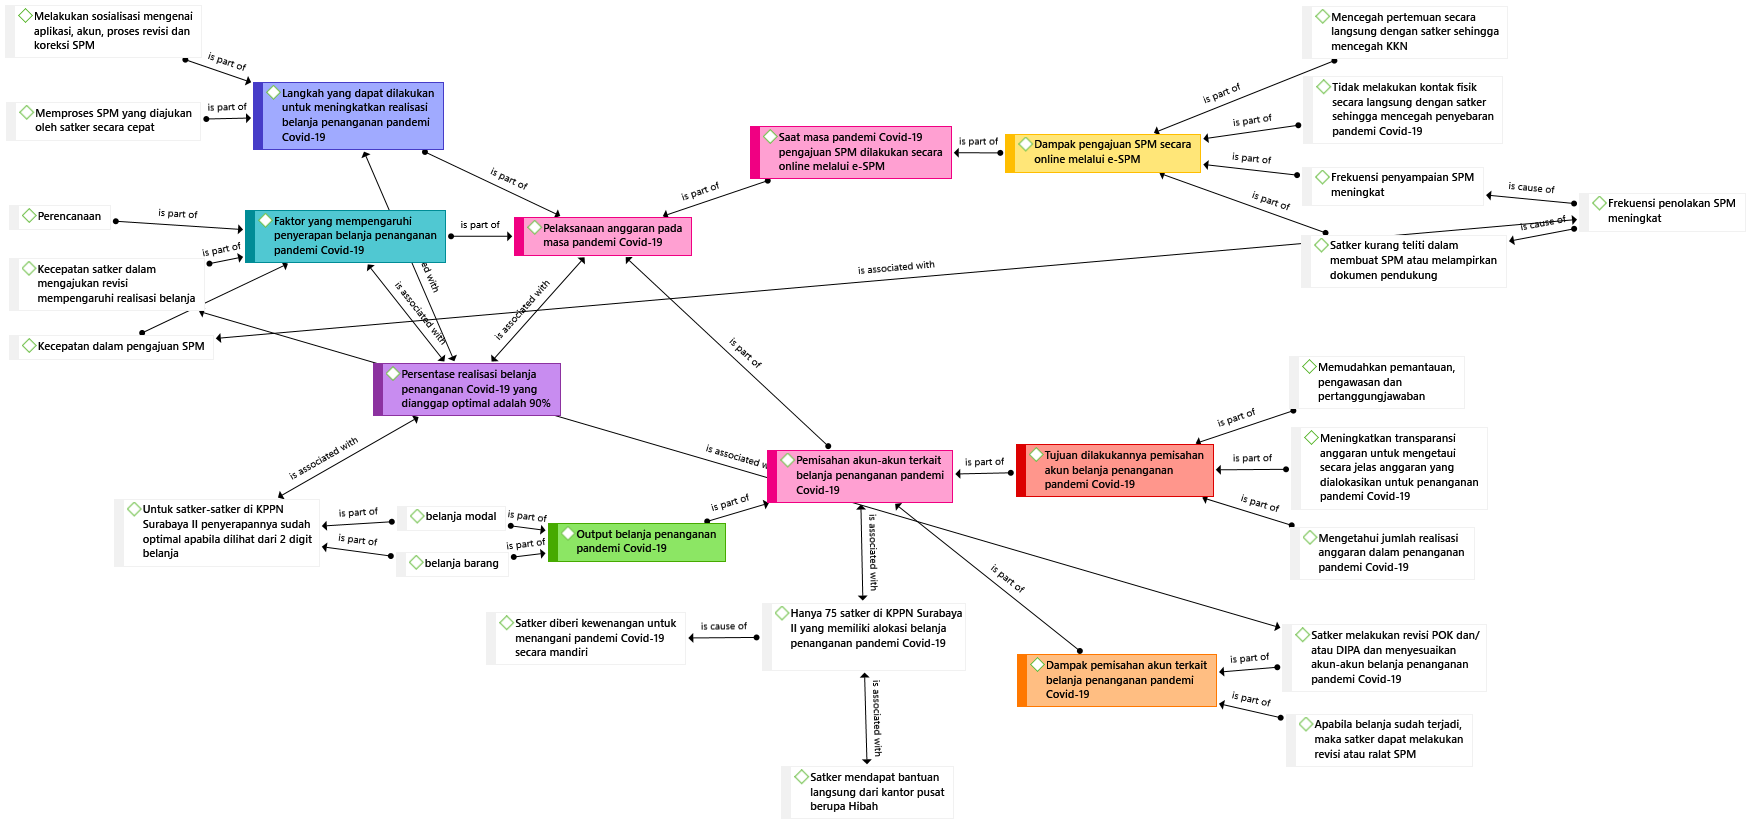 Melakukan sosialisasi mengenai
aplikasi, akun, proses revisi dan
koreksi SPM
is part of
Memproses SPM yang diajukan
oleh satker secara cepat
is part of
Langkah yang dapat dilakukan
untuk meningkatkan realisasi
belanja penanganan pandemi
Covid-19
is part of
Perencanaan
is part of
Faktor yang mempengaruhi
penyerapan belanja penanganan
pandemi Covid-19
is part of
is part of
Kecepatan satker dalam
mengajukan revisi
mempengaruhi realisasi belanja
Kecepatan dalam pengajuan SPM
Saat masa pandemi Covid-19
pengajuan SPM dilakukan secara
online melalui e-SPM
is part of
is part of
Pelaksanaan anggaran pada
masa pandemi Covid-19
Dampak pengajuan SPM secara
online melalui e-SPM
Mencegah pertemuan secara
langsung dengan satker sehingga
mencegah KKN
is part of
Tidak melakukan kontak fisik
secara langsung dengan satker
sehingga mencegah penyebaran
pandemi Covid-19
is part of
Frekuensi penyampaian SPM
meningkat
is part of
is cause of
Frekuensi penolakan SPM
meningkat
is part of
is cause of
Satker kurang teliti dalam
membuat SPM atau melampirkan
dokumen pendukung
is associated with
with
is associated with
is associated with
is part of
Persentase realisasi belanja
penanganan Covid-19 yang
dianggap optimal adalah 90%
is associated with
is associated w
Untuk satker-satker di KPPN
Surabaya II penyerapannya sudah
optimal apabila dilihat dari 2 digit
belanja
is part of
is part of
belanja modal
belanja barang
is part of
is part of
Output belanja penanganan
pandemi Covid-19
is part of
Pemisahan akun-akun terkait
belanja penanganan pandemi
Covid-19
is part of
Tujuan dilakukannya pemisahan
akun belanja penanganan
pandemi Covid-19
is part of
Memudahkan pemantauan,
pengawasan dan
pertanggungjawaban
is part of
Meningkatkan transparansi
anggaran untuk mengetaui
secara jelas anggaran yang
dialokasikan untuk penanganan
pandemi Covid-19
is part of
Mengetahui jumlah realisasi
anggaran dalam penanganan
pandemi Covid-19
is associated with
is part of
Satker diberi kewenangan untuk
menangani pandemi Covid-19
secara mandiri
is cause of
Hanya 75 satker di KPPN Surabaya
II yang memiliki alokasi belanja
penanganan pandemi Covid-19
is associated with
Satker mendapat bantuan
langsung dari kantor pusat
berupa Hibah
Dampak pemisahan akun terkait
belanja penanganan pandemi
Covid-19
is part of
Satker melakukan revisi POK dan/
atau DIPA dan menyesuaikan
akun-akun belanja penanganan
pandemi Covid-19
is part of
Apabila belanja sudah terjadi,
maka satker dapat melakukan
revisi atau ralat SPM